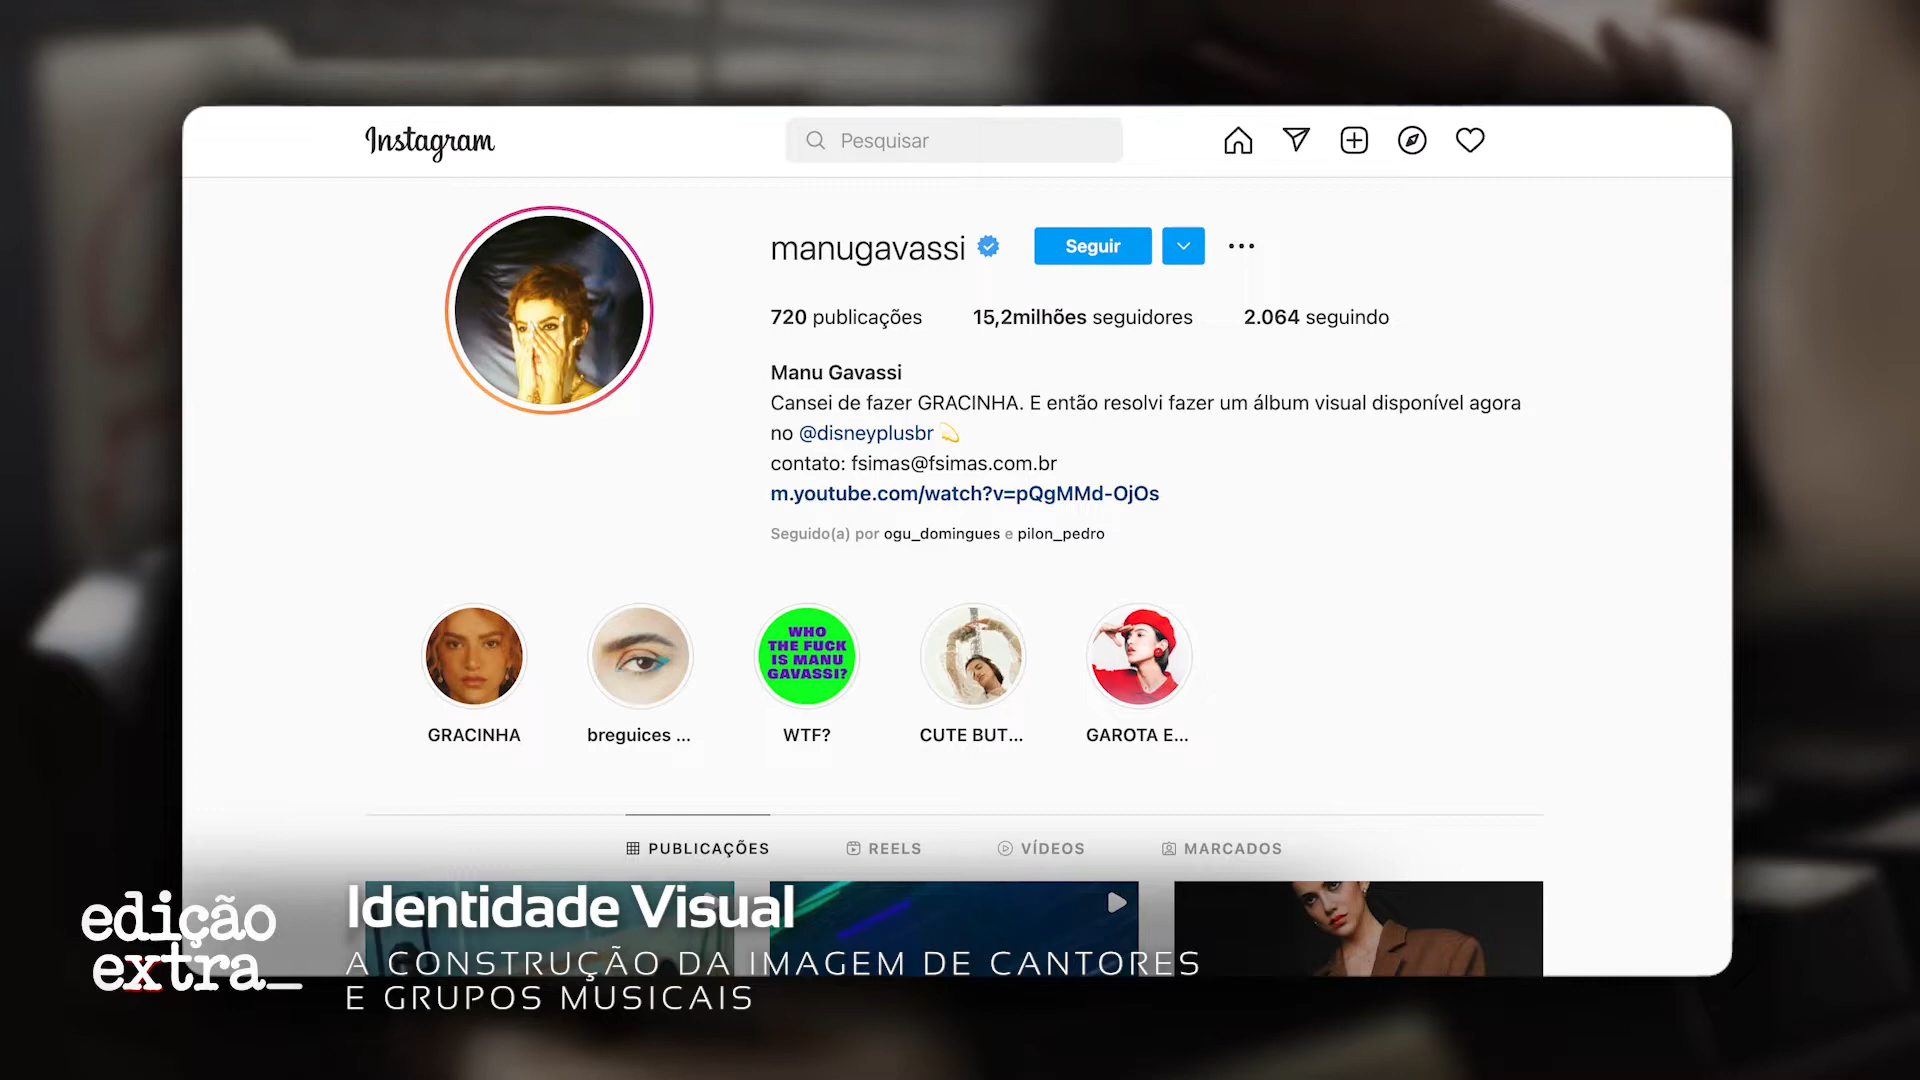 Instagram
Pesquisar
manugavassi
Seguir
720 publicações 15,2milhões seguidores 2.064 seguindo
Manu Gavassi
Cansei de fazer GRACINHA. E então resolvi fazer um álbum visual disponível agora
no @disneyplusbr 💫
contato: fsimas@fsimas.com.br
m.youtube.com/watch?v=pQgMMd-OjOs
Seguido(a) por ogu_domingues e pilon_pedro
WHO
THE FUCK
IS MANU
GAVASSI?
GRACINHA breguices ... WTF? CUTE BUT... GAROTA E...
PUBLICAÇÕES REELS VÍDEOS MARCADOS
edição
extra_
Identidade Visual
A CONSTRUÇÃO DA IMAGEM DE CANTORES
E GRUPOS MUSICAIS